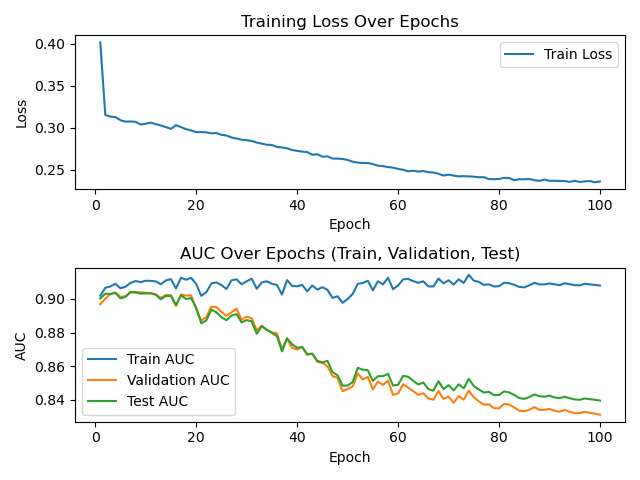 Training Loss Over Epochs
0.40
0.35
0.30
0.25
Loss
Train Loss
0 20 40 60 80 100
Epoch
AUC Over Epochs (Train, Validation, Test)
0.90
0.88
0.86
0.84
AUC
Train AUC
Validation AUC
Test AUC
0 20 40 60 80 100
Epoch